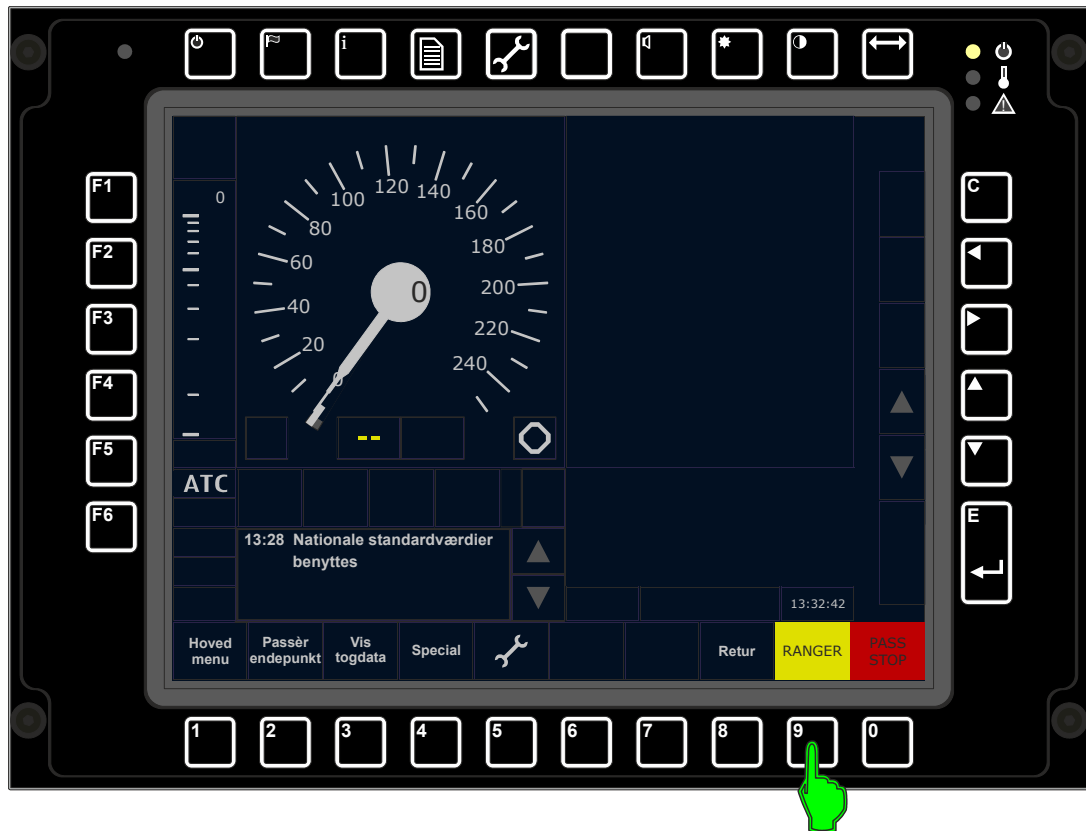 i
F1
F2
F3
F4
F5
F6
C
E
0
0
20
40
60
80
100
120
140
160
180
200
220
240
0
--
ATC
13:28 Nationale standardværdier
benyttes
13:32:42
Hoved
menu
Passèr
endepunkt
Vis
togdata
Special
Retur
RANGER
PASS
STOP
1
2
3
4
5
6
7
8
9
0